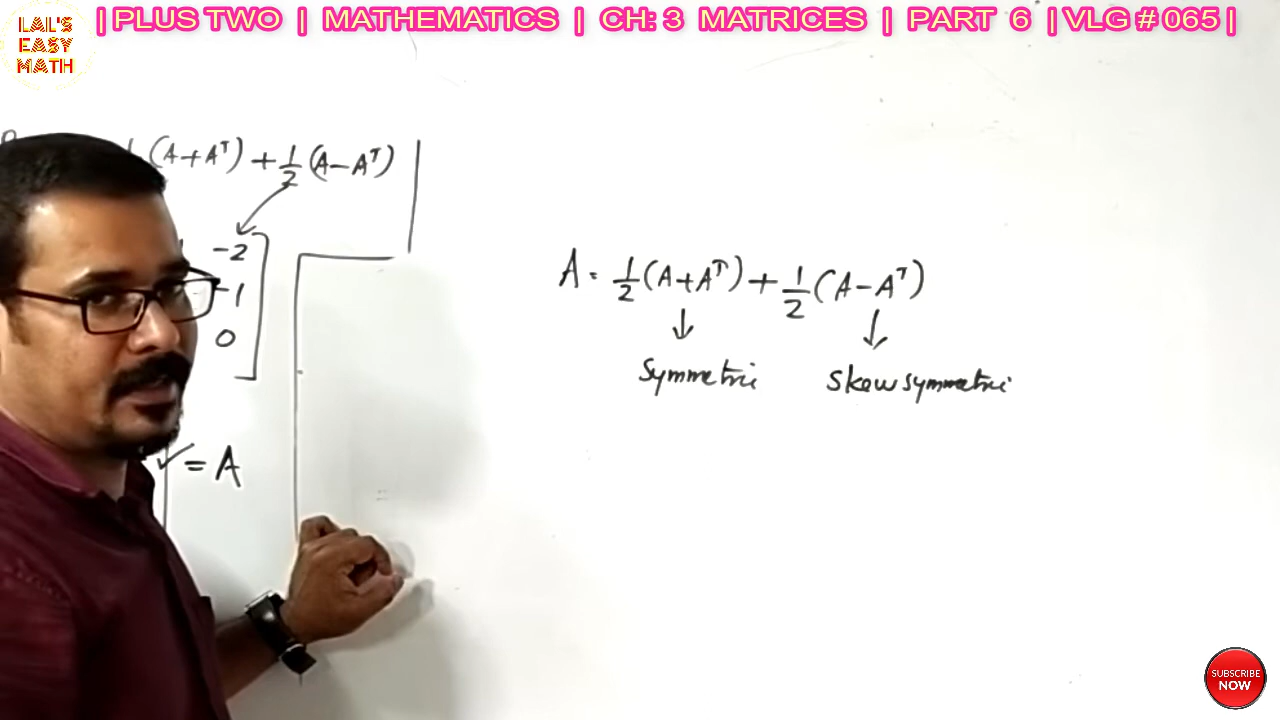 | PLUS TWO | MATHEMATICS | CH: 3 MATRICES | PART 6 | VLG # 065 |
LAL'S
EASY
MATH
(A+Aᵀ) + 1/2 (A-Aᵀ)
-2
-1
0
✓ = A
A = 1/2 (A+Aᵀ) + 1/2 (A-Aᵀ)
↓ ↓
Symmetric Skew symmetric
SUBSCRIBE
NOW